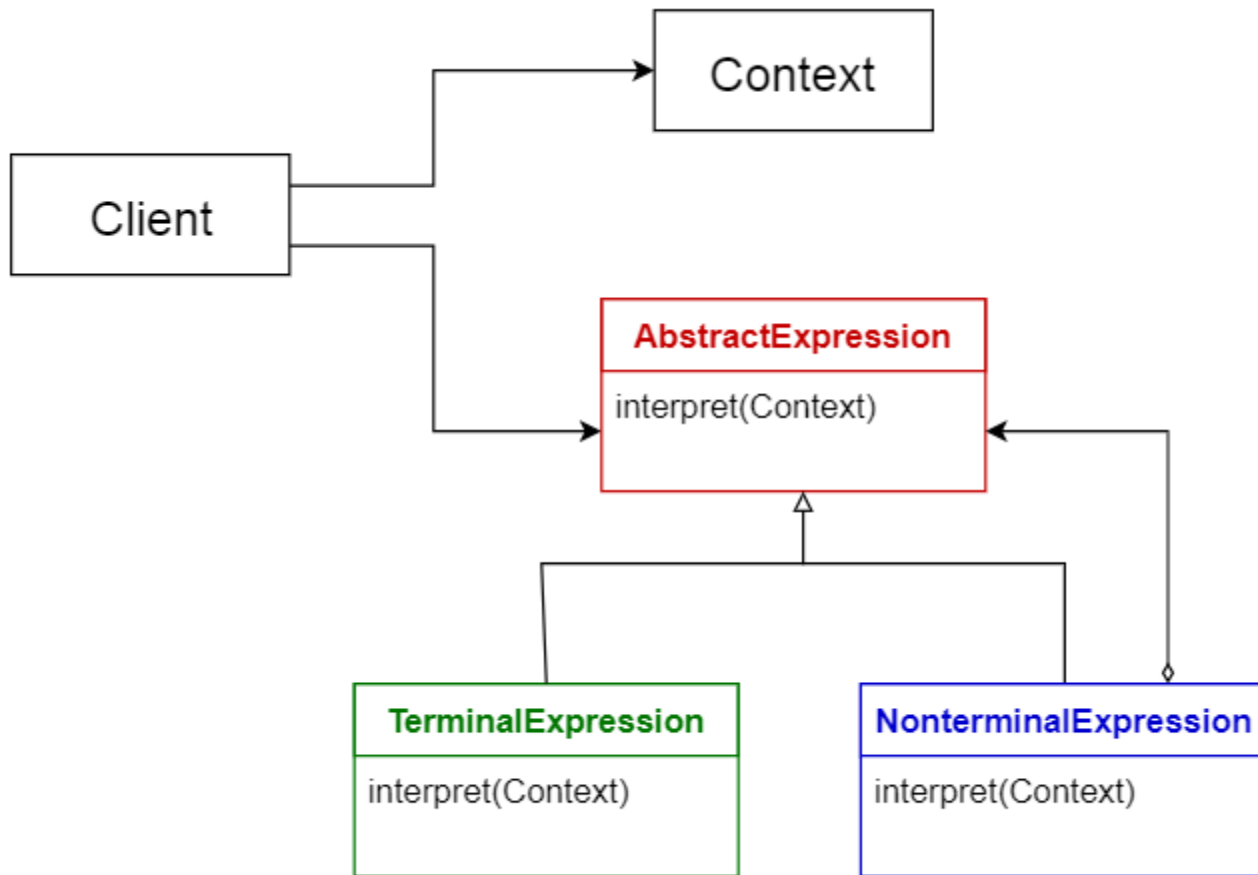 Context
Client
AbstractExpression
interpret(Context)
TerminalExpression
interpret(Context)
NonterminalExpression
interpret(Context)